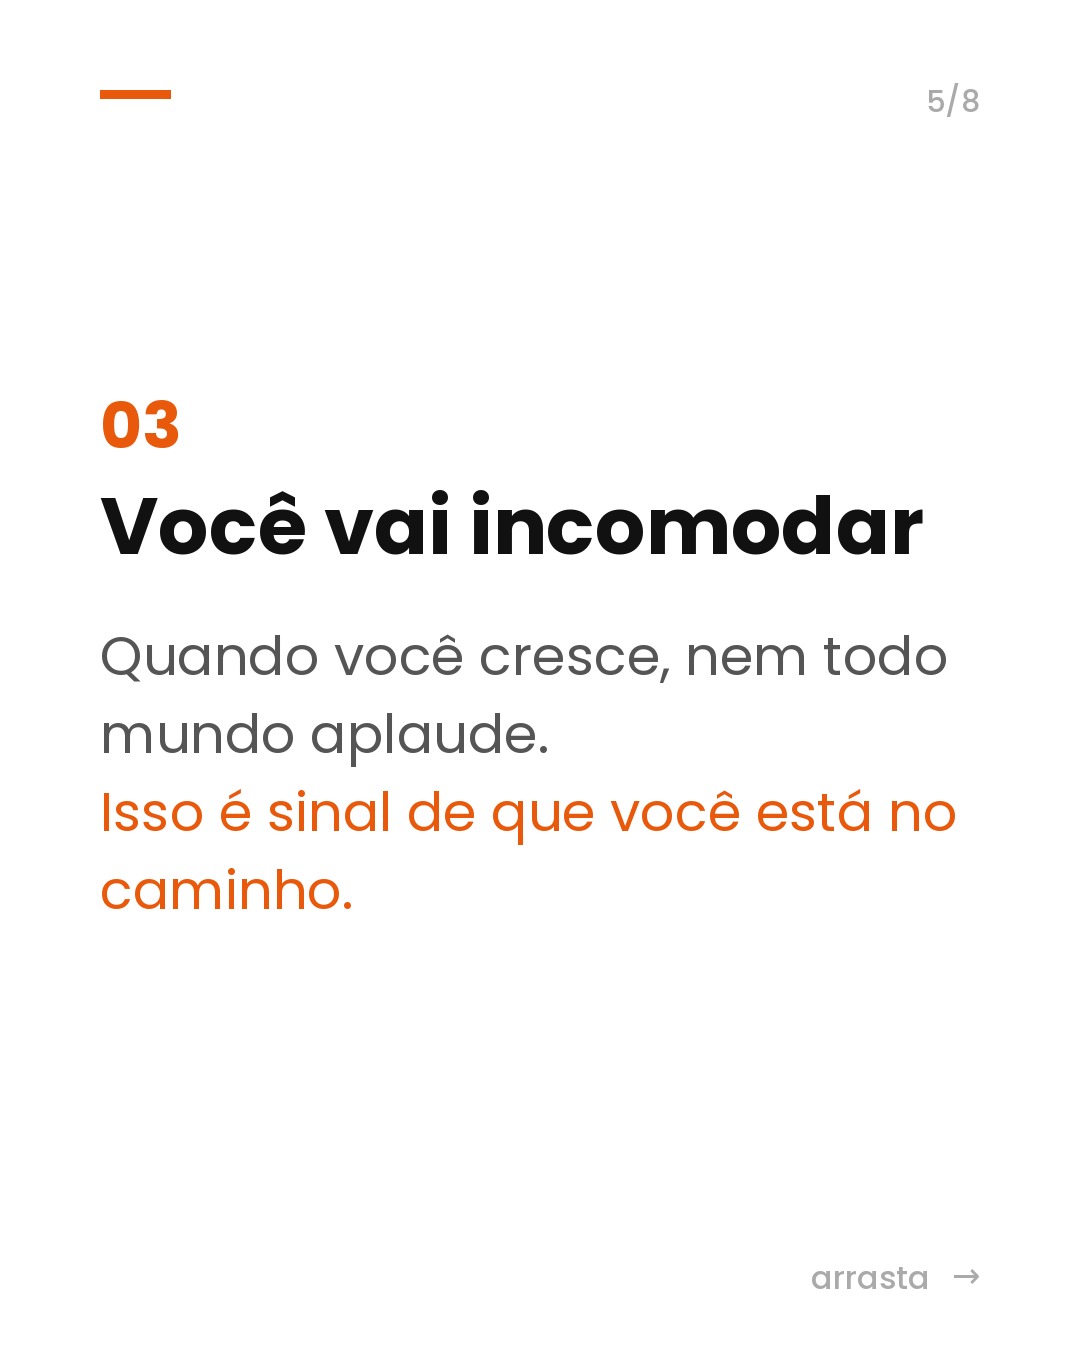 5/8
03
Você vai incomodar
Quando você cresce, nem todo
mundo aplaude.
Isso é sinal de que você está no
caminho.
arrasta →